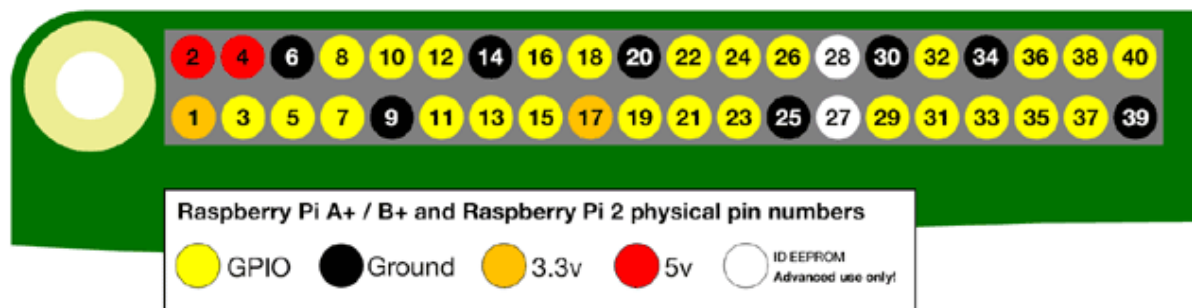 2 4 6 8 10 12 14 16 18 20 22 24 26 28 30 32 34 36 38 40
1 3 5 7 9 11 13 15 17 19 21 23 25 27 29 31 33 35 37 39
Raspberry Pi A+ / B+ and Raspberry Pi 2 physical pin numbers
GPIO Ground 3.3v 5v ID EEPROM
Advanced use only!